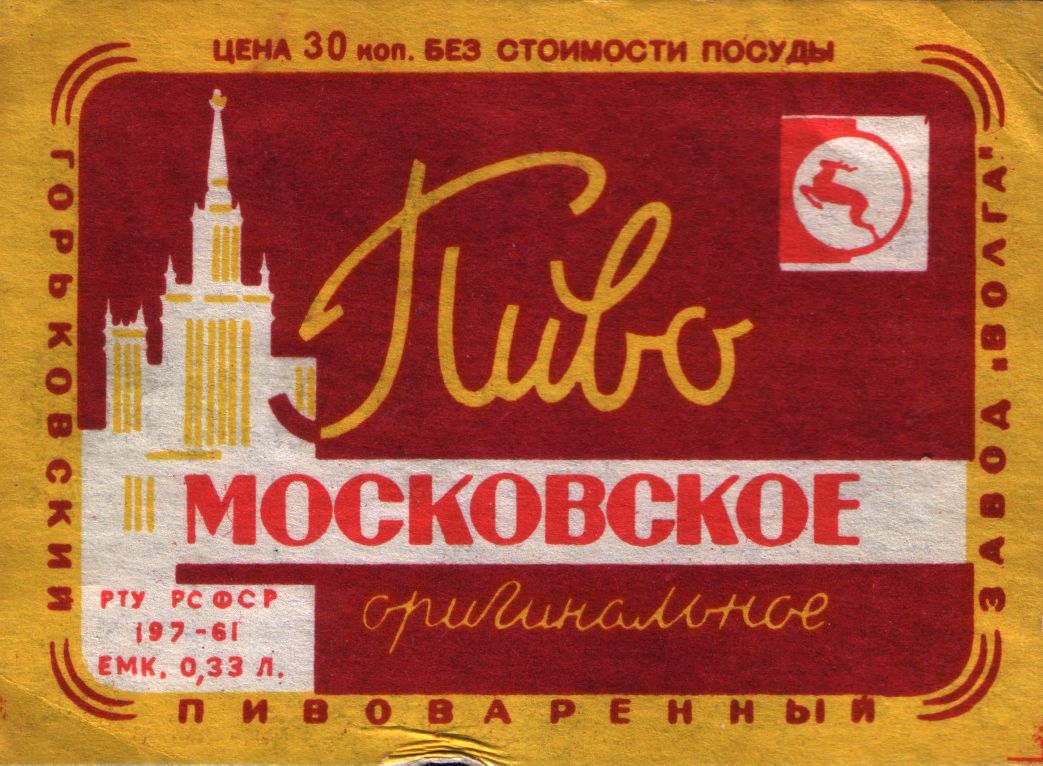 ЦЕНА 30 коп. БЕЗ СТОИМОСТИ ПОСУДЫ
Пиво
МОСКОВСКОЕ
оригинальное
РТУ РСФСР
197-61
ЕМК. 0,33 Л.
ГОРЬКОВСКИЙ
ПИВОВАРЕННЫЙ
ЗАВОД „ВОЛГА"